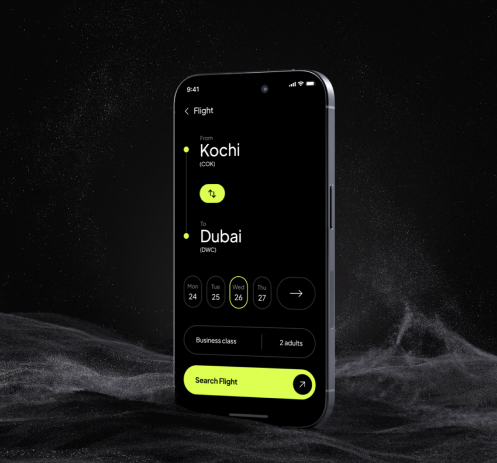 9:41
Flight
From
Kochi
(COK)
To
Dubai
(DWC)
Mon Tue Wed Thu
24 25 26 27
Business class 2 adults
Search Flight